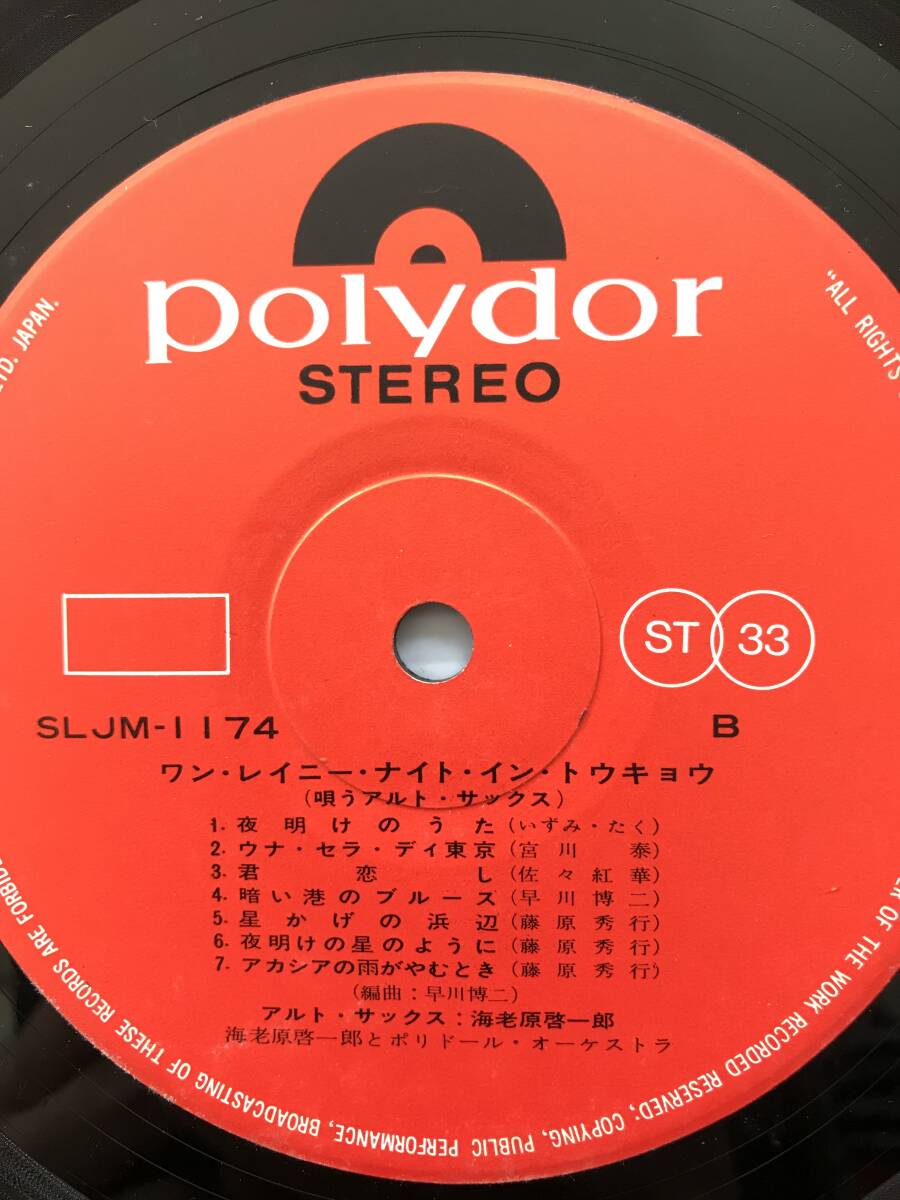 polydor
STEREO
ST 33
SLJM-1174
B
ワン・レイニー・ナイト・イン・トウキョウ
(唄うアルト・サックス)
1. 夜明けのうた (いずみ・たく)
2. ウナ・セラ・ディ東京 (宮川 泰)
3. 君 恋 し (佐々紅華)
4. 暗い港のブルース (早川博二)
5. 星かげの浜辺 (藤原秀行)
6. 夜明けの星のように (藤原秀行)
7. アカシアの雨がやむとき (藤原秀行)
(編曲:早川博二)
アルト・サックス:海老原啓一郎
海老原啓一郎とポリドール・オーケストラ
"ALL RIGHTS
ER OF THE WORK RECORDED RESERVED; COPYING, PUBLIC PERFORMANCE, BROADCASTING OF THESE RECORDS ARE FORBIDDE
LTD. JAPAN.